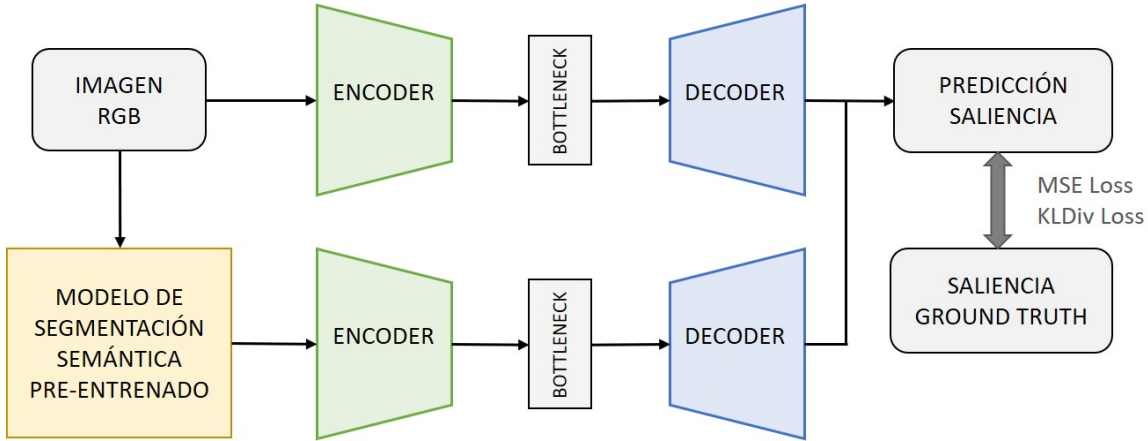 IMAGEN
RGB
ENCODER
BOTTLENECK
DECODER
PREDICCIÓN
SALIENCIA
MSE Loss
KLDiv Loss
MODELO DE
SEGMENTACIÓN
SEMÁNTICA
PRE-ENTRENADO
ENCODER
BOTTLENECK
DECODER
SALIENCIA
GROUND TRUTH